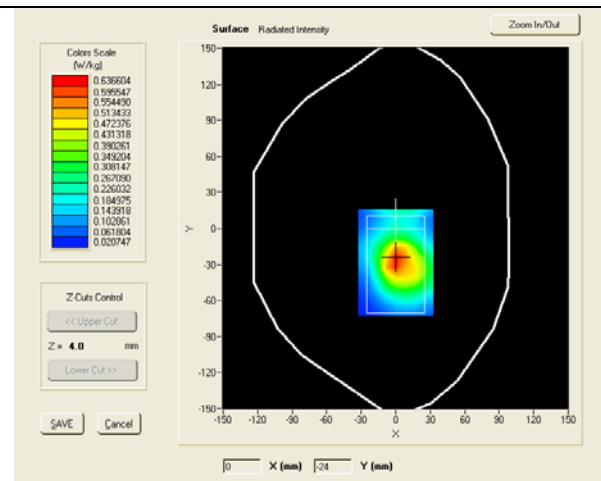 Surface Radiated Intensity
Zoom In/Out
Colors Scale
(W/kg)
0.636604
0.595547
0.554490
0.513433
0.472376
0.431318
0.390261
0.349204
0.308147
0.267090
0.226032
0.184975
0.143918
0.102861
0.061804
0.020747
Z-Cuts Control
<< Upper Cut
Z = 4.0 mm
Lower Cut >>
SAVE Cancel
150
120
90
60
30
0
-30
-60
-90
-120
-150
Y
-150 -120 -90 -60 -30 0 30 60 90 120 150
X
0 X (mm) -24 Y (mm)